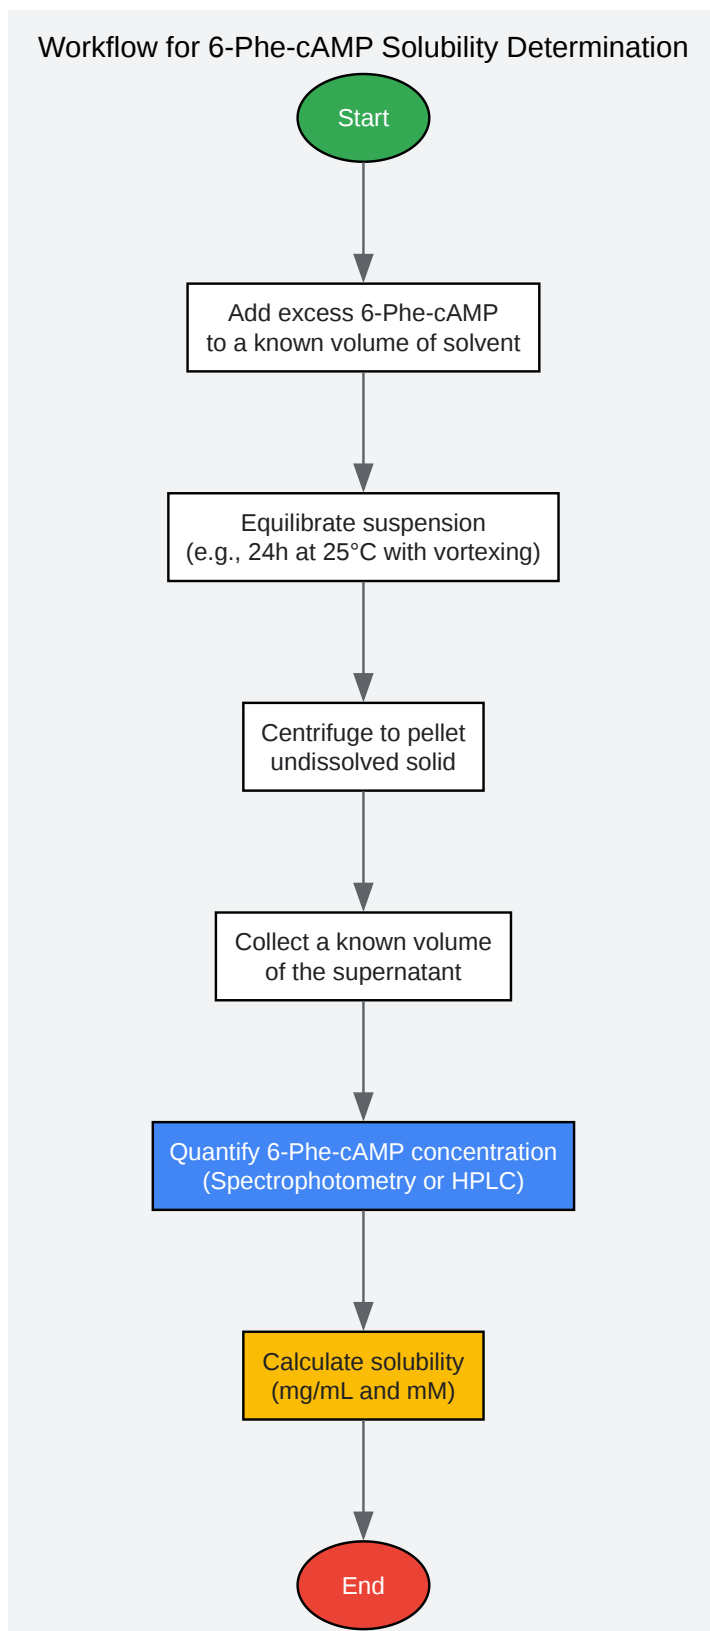 Workflow for 6-Phe-cAMP Solubility Determination
Start
Add excess 6-Phe-cAMP
to a known volume of solvent
Equilibrate suspension
(e.g., 24h at 25°C with vortexing)
Centrifuge to pellet
undissolved solid
Collect a known volume
of the supernatant
Quantify 6-Phe-cAMP concentration
(Spectrophotometry or HPLC)
Calculate solubility
(mg/mL and mM)
End